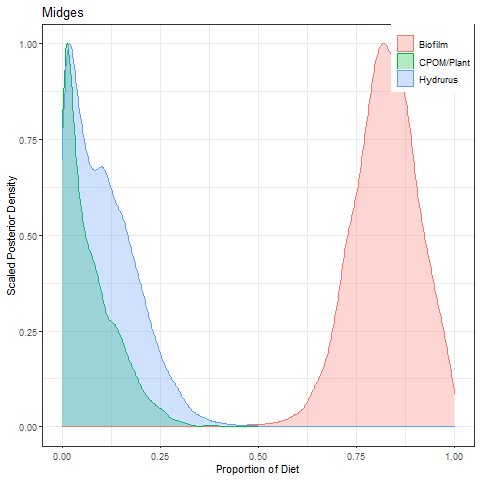 Midges
Biofilm
CPOM/Plant
Hydrurus
Scaled Posterior Density
1.00
0.75
0.50
0.25
0.00
0.00 0.25 0.50 0.75 1.00
Proportion of Diet